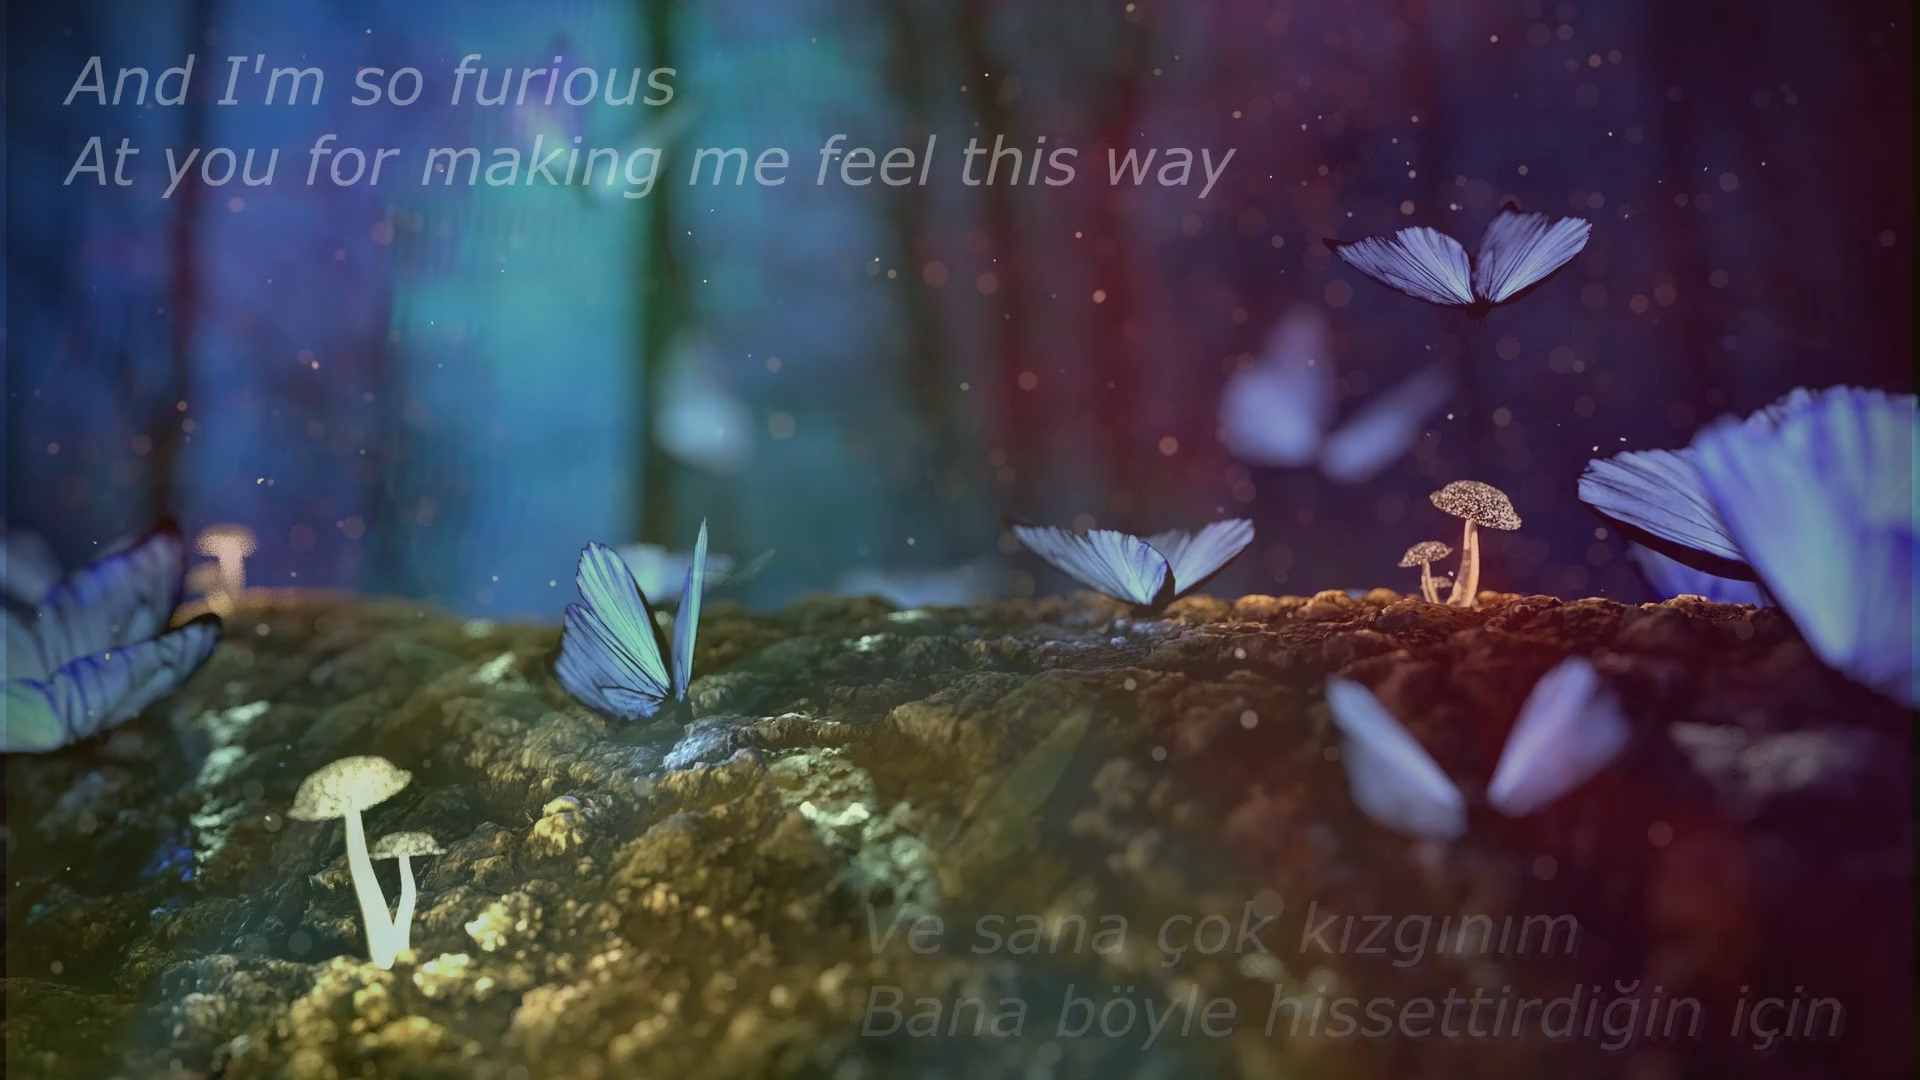 And I'm so furious
At you for making me feel this way
Ve sana çok kızgınım
Bana böyle hissettirdiğin için